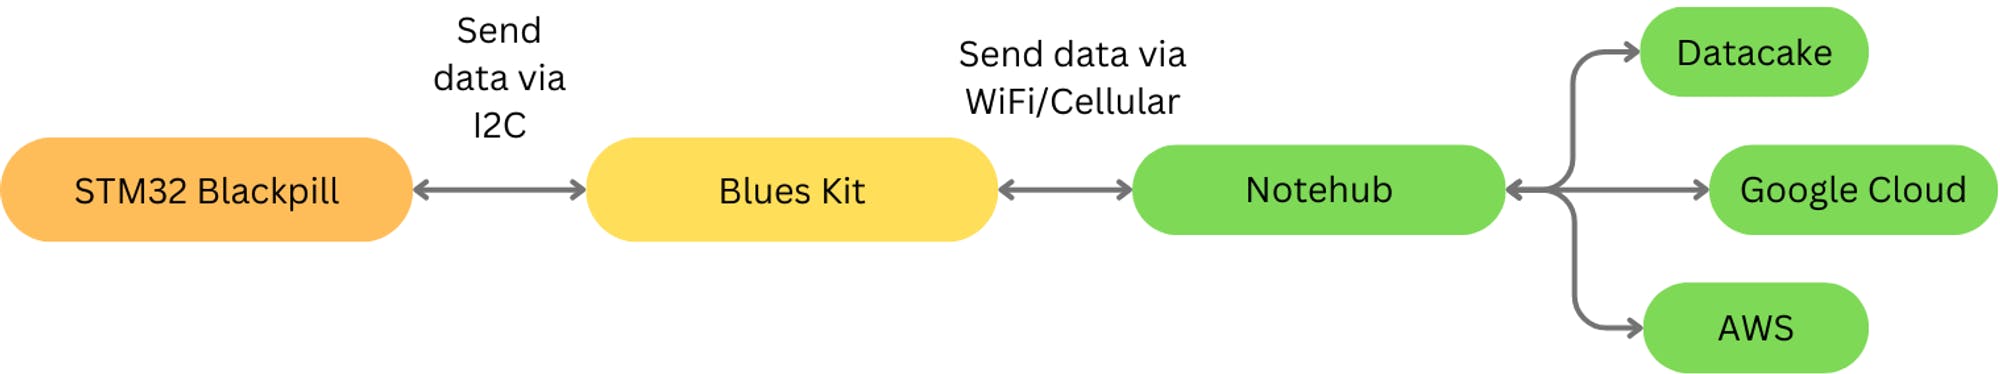 Send
data via
I2C
Send data via
WiFi/Cellular
STM32 Blackpill
Blues Kit
Notehub
Datacake
Google Cloud
AWS